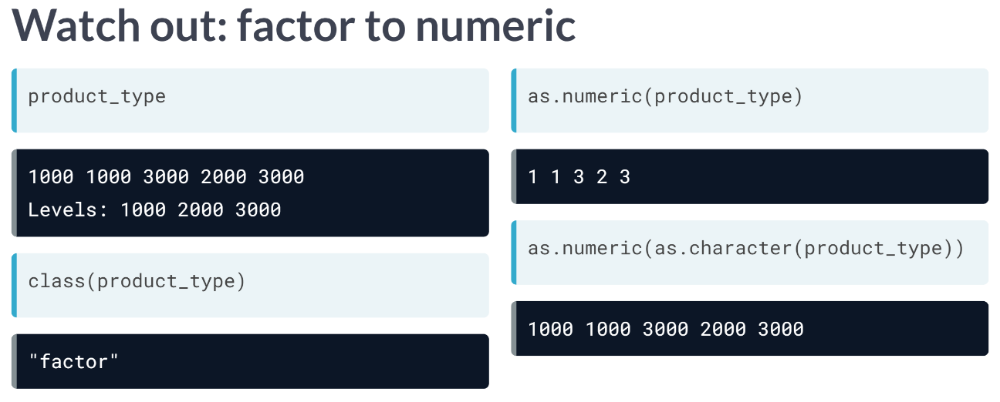 Watch out: factor to numeric
product_type
1000 1000 3000 2000 3000
Levels: 1000 2000 3000
class(product_type)
"factor"
as.numeric(product_type)
1 1 3 2 3
as.numeric(as.character(product_type))
1000 1000 3000 2000 3000